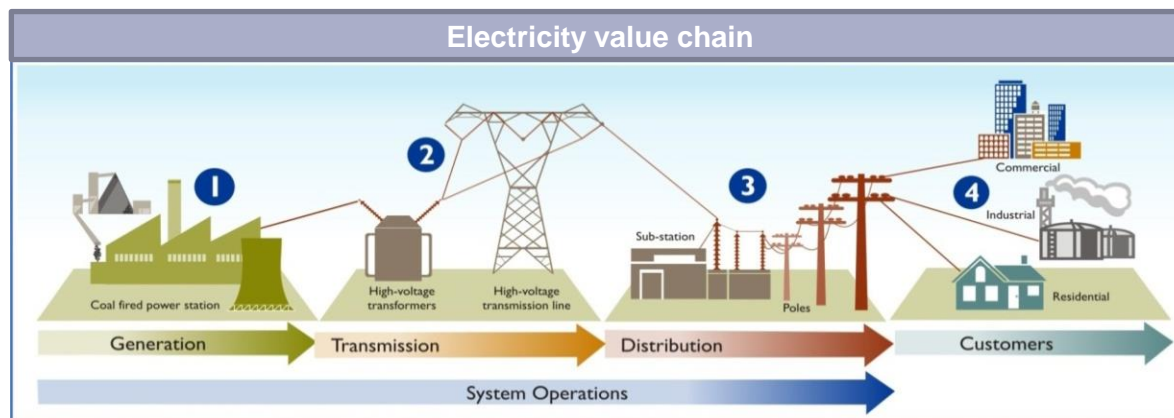 Electricity value chain
1
2
3
4
Commercial
Industrial
Sub-station
Residential
Coal fired power station
High-voltage
transformers
High-voltage
transmission line
Poles
Generation
Transmission
Distribution
Customers
System Operations